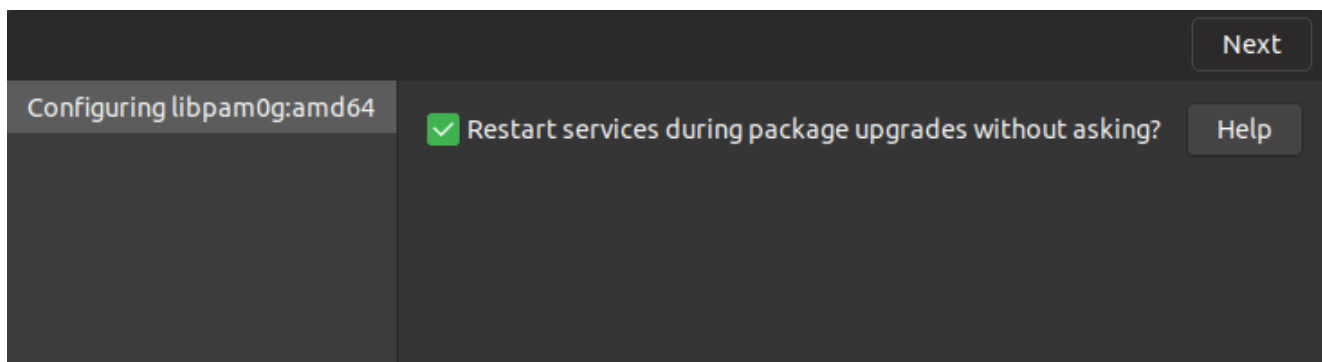 Next
Configuring libpam0g:amd64
Restart services during package upgrades without asking?
Help